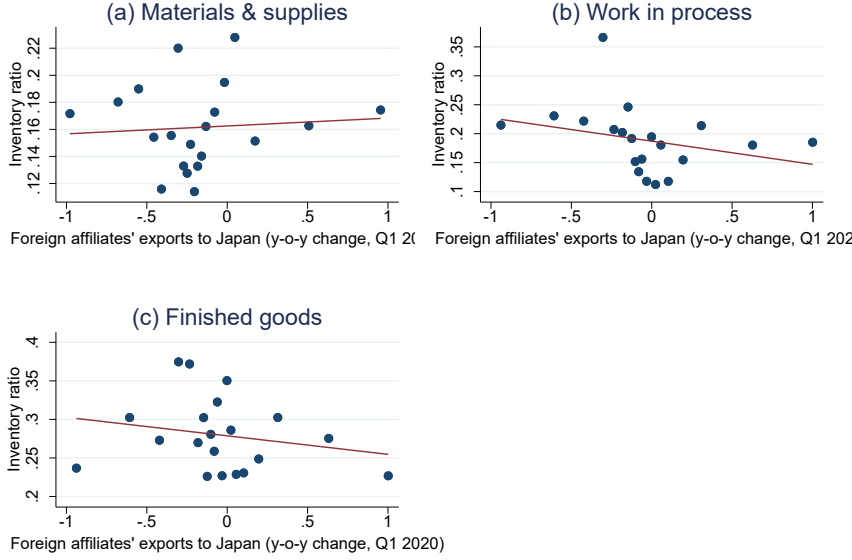 (a) Materials & supplies
Inventory ratio
.22
.2
.18
.16
.14
.12
-1 -.5 0 .5 1
Foreign affiliates' exports to Japan (y-o-y change, Q1 20
(b) Work in process
Inventory ratio
.35
.3
.25
.2
.15
.1
-1 -.5 0 .5 1
Foreign affiliates' exports to Japan (y-o-y change, Q1 202
(c) Finished goods
Inventory ratio
.4
.35
.3
.25
.2
-1 -.5 0 .5 1
Foreign affiliates' exports to Japan (y-o-y change, Q1 2020)